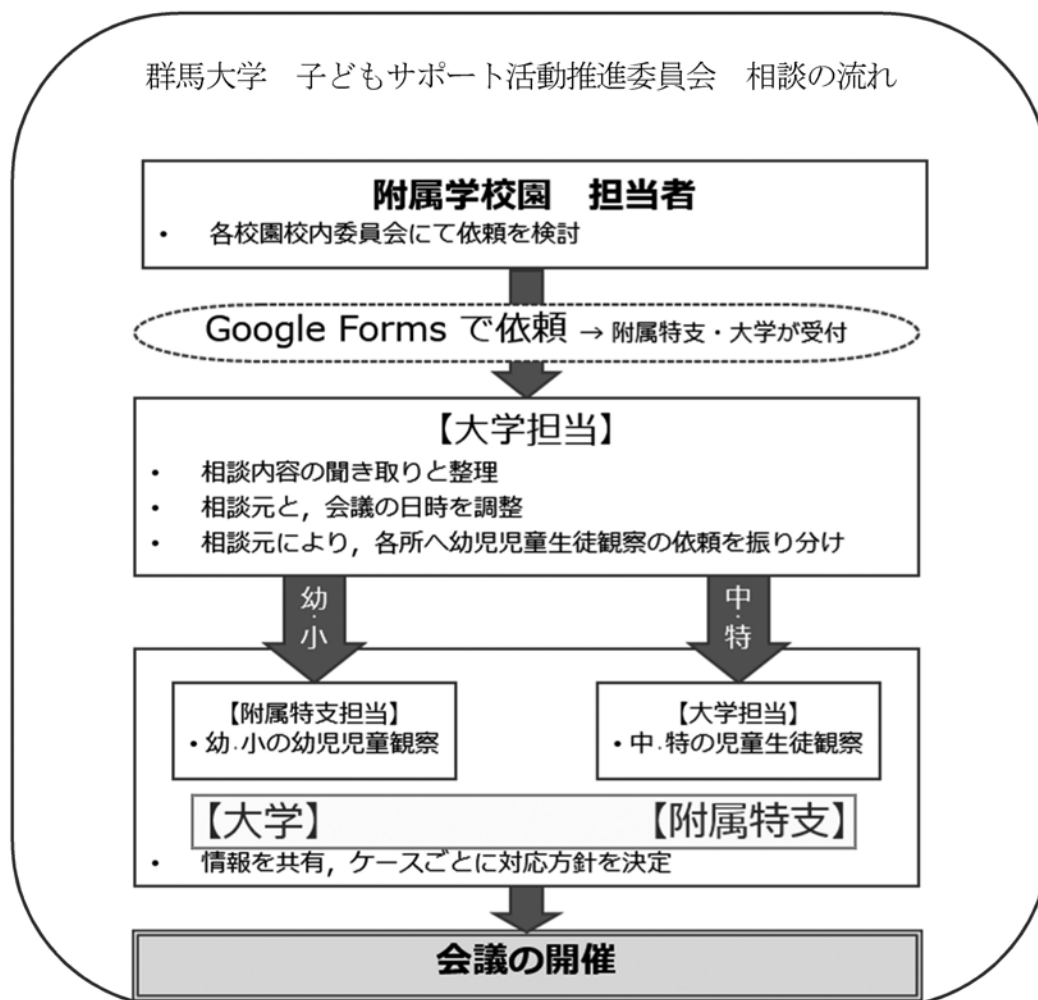 群馬大学　子どもサポート活動推進委員会　相談の流れ
附属学校園　担当者
・ 各校園校内委員会にて依頼を検討
Google Forms で依頼 → 附属特支・大学が受付
【大学担当】
・ 相談内容の聞き取りと整理
・ 相談元と，会議の日時を調整
・ 相談元により，各所へ幼児児童生徒観察の依頼を振り分け
幼・小
中・特
【附属特支担当】
・幼・小の幼児児童観察
【大学担当】
・中・特の児童生徒観察
【大学】　【附属特支】
・ 情報を共有，ケースごとに対応方針を決定
会議の開催